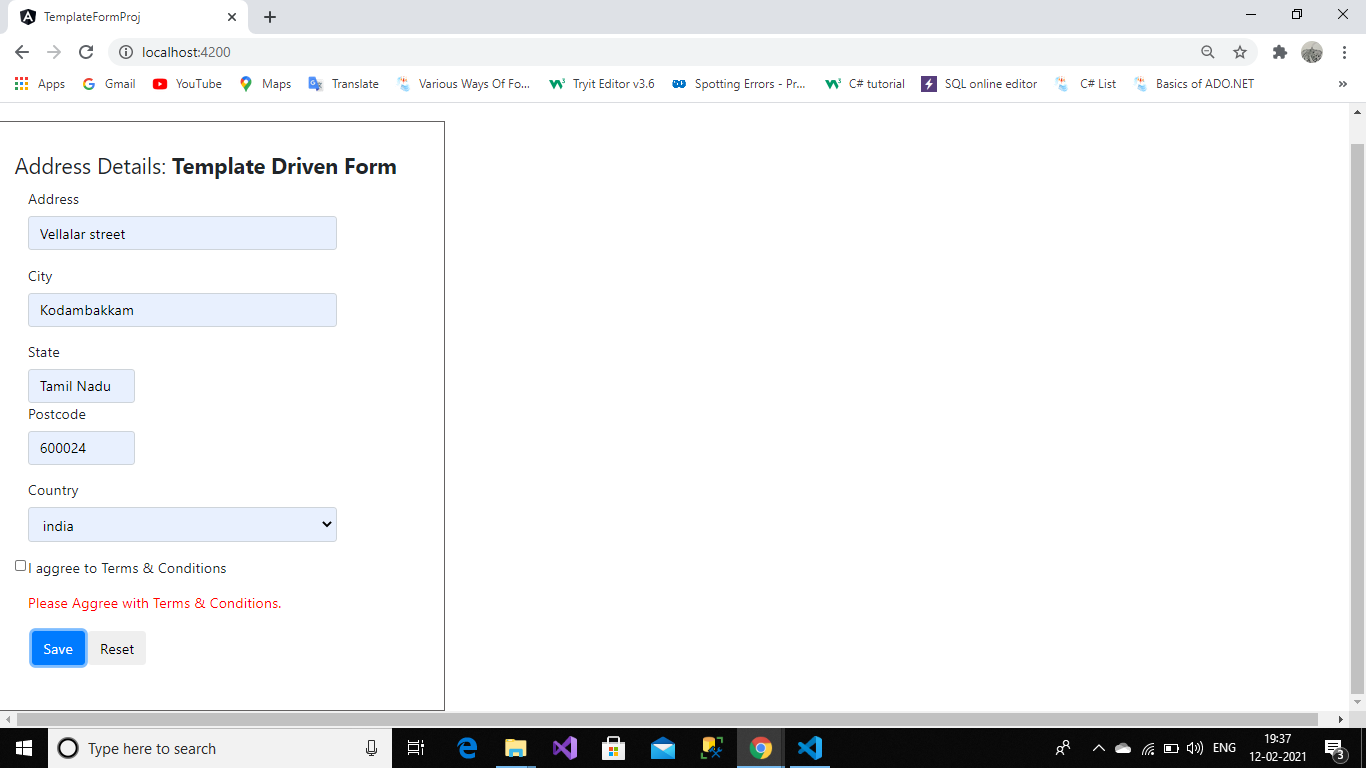 TemplateFormProj
localhost:4200
Apps Gmail YouTube Maps Translate Various Ways Of Fo... Tryit Editor v3.6 Spotting Errors - Pr... C# tutorial SQL online editor C# List Basics of ADO.NET »
Address Details: Template Driven Form
Address
Vellalar street
City
Kodambakkam
State
Tamil Nadu
Postcode
600024
Country
india
I aggree to Terms & Conditions
Please Aggree with Terms & Conditions.
Save Reset
Type here to search
ENG
19:37
12-02-2021
3